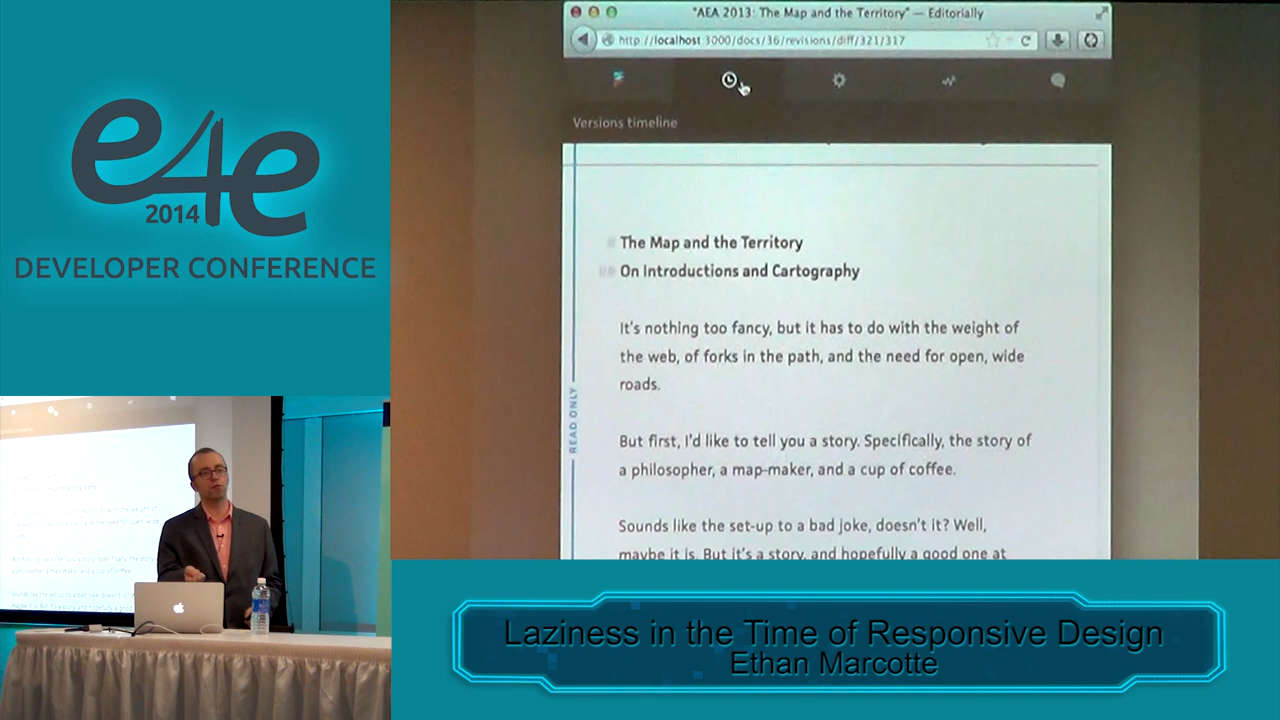 e4e
2014
DEVELOPER CONFERENCE
"AEA 2013: The Map and the Territory" — Editorially
http://localhost:3000/docs/36/revisions/diff/321/317
Versions timeline
# The Map and the Territory
## On Introductions and Cartography
It's nothing too fancy, but it has to do with the weight of
the web, of forks in the path, and the need for open, wide
roads.
READ ONLY
But first, I'd like to tell you a story. Specifically, the story of
a philosopher, a map-maker, and a cup of coffee.
Sounds like the set-up to a bad joke, doesn't it? Well,
maybe it is. But it's a story, and hopefully a good one at
Laziness in the Time of Responsive Design
Ethan Marcotte